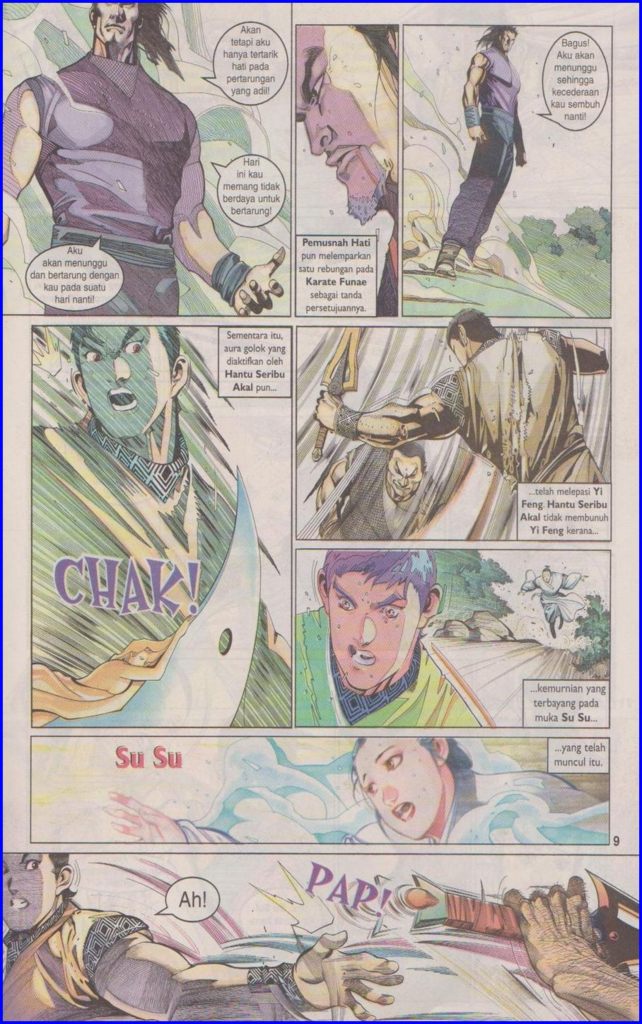 Akan
tetapi aku
hanya tertarik
hati pada
pertarungan
yang adil!
Hari
ini kau
memang tidak
berdaya untuk
bertarung!
Aku
akan menunggu
dan bertarung dengan
kau pada suatu
hari nanti!
Pemusnah Hati
pun melemparkan
satu rebungan pada
Karate Funae
sebagai tanda
persetujuannya.
Bagus!
Aku akan
menunggu
sehingga
kecederaan
kau sembuh
nanti!
Sementara itu,
aura golok yang
diaktifkan oleh
Hantu Seribu
Akal pun...
CHAK!
...telah melepasi Yi
Feng. Hantu Seribu
Akal tidak membunuh
Yi Feng kerana...
...kemurnian yang
terbayang pada
muka Su Su...
Su Su
...yang telah
muncul itu.
9
Ah!
PAP!